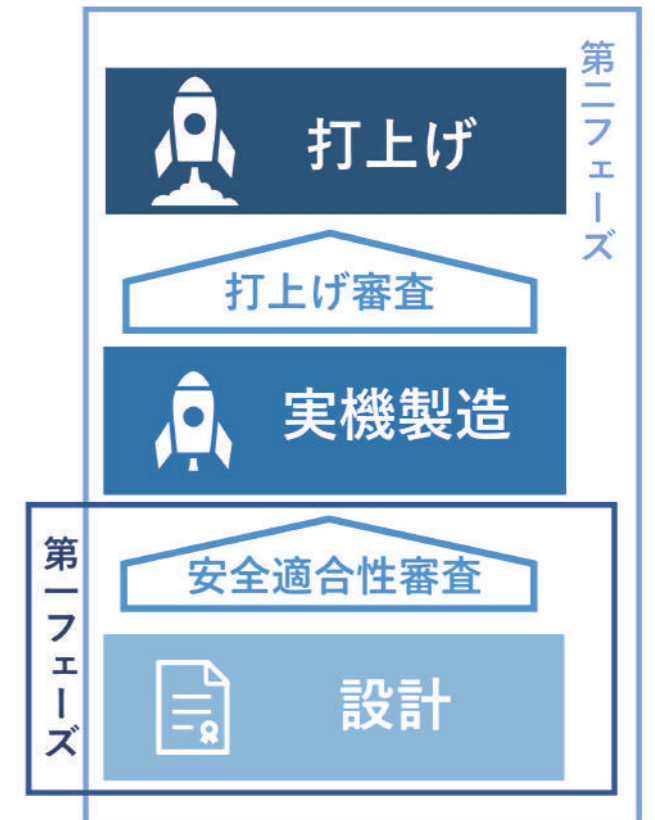 第二フェーズ
打上げ
打上げ審査
実機製造
第一フェーズ
安全適合性審査
設計